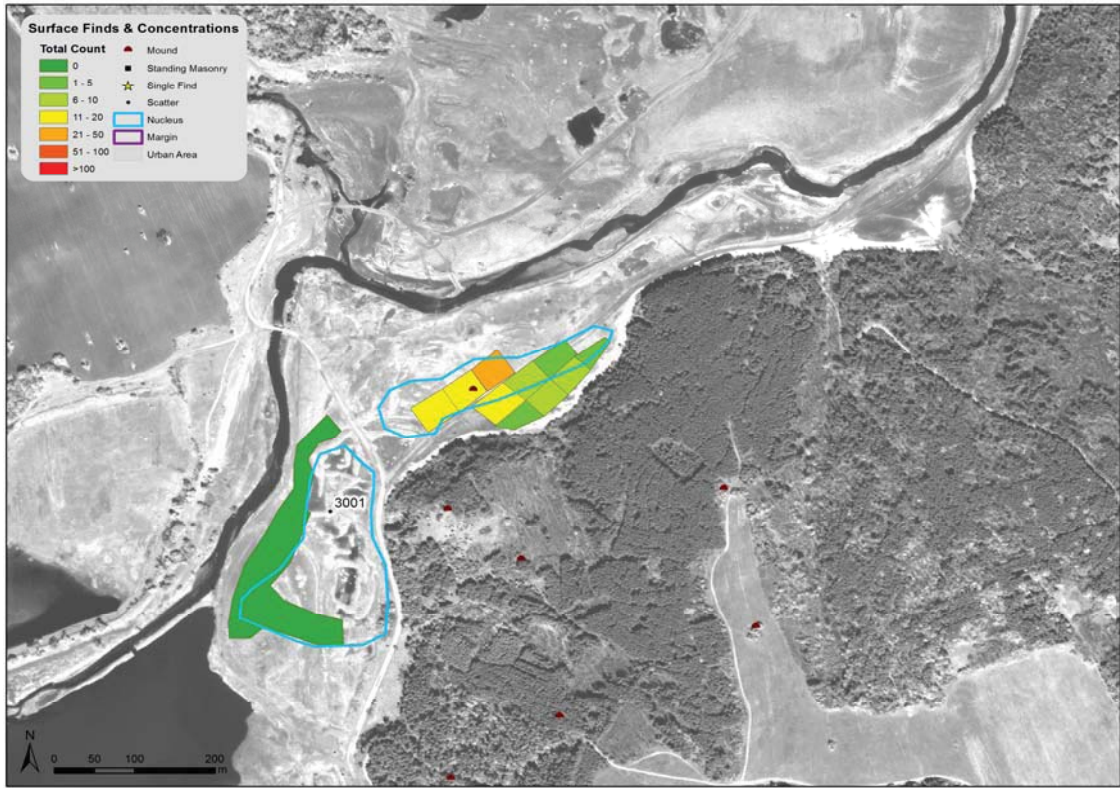 Surface Finds & Concentrations
Total Count
0
1 - 5
6 - 10
11 - 20
21 - 50
51 - 100
>100
Mound
Standing Masonry
Single Find
Scatter
Nucleus
Margin
Urban Area
3001
N
0 50 100 200
m